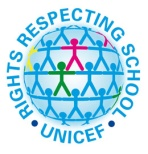 RIGHTS RESPECTING SCHOOL
• UNICEF •